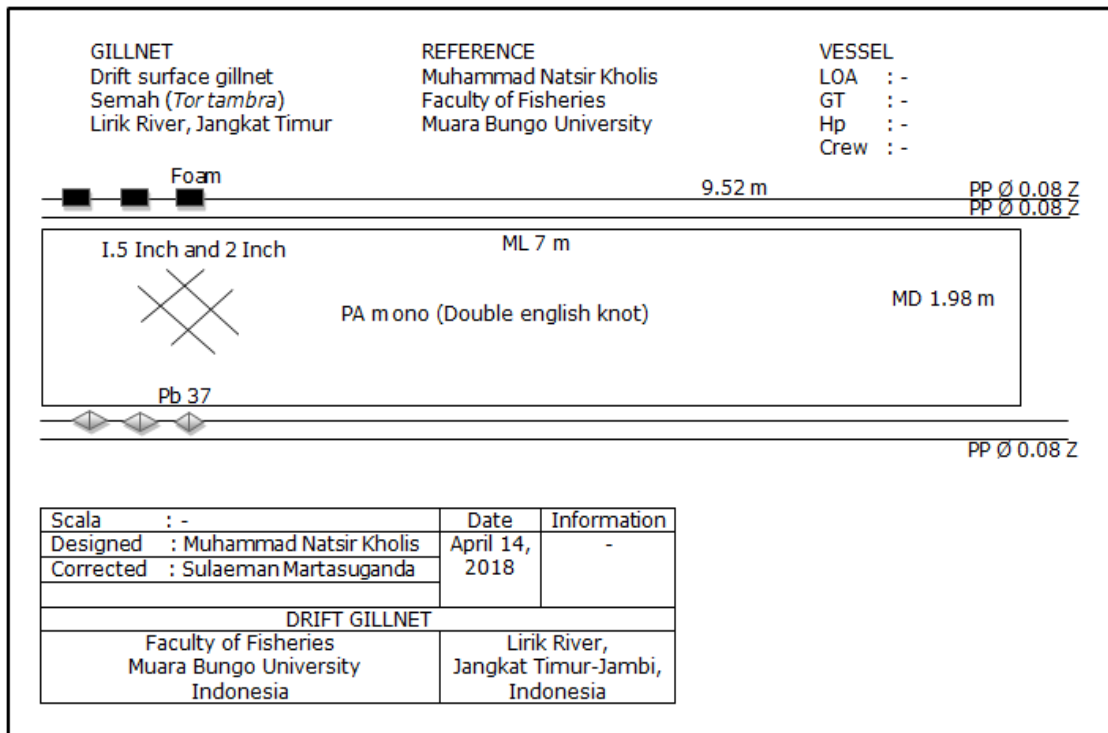 GILLNET
Drift surface gillnet
Semah (Tor tambra)
Lirik River, Jangkat Timur
REFERENCE
Muhammad Natsir Kholis
Faculty of Fisheries
Muara Bungo University
VESSEL
LOA : -
GT : -
Hp : -
Crew : -
Foam
9.52 m
PP Ø 0.08 Z
PP Ø 0.08 Z
I.5 Inch and 2 Inch
ML 7 m
PA mono (Double english knot)
MD 1.98 m
Pb 37
PP Ø 0.08 Z
Scala : -
Designed : Muhammad Natsir Kholis
Corrected : Sulaeman Martasuganda
Date
April 14,
2018
Information
-
DRIFT GILLNET
Faculty of Fisheries
Muara Bungo University
Indonesia
Lirik River,
Jangkat Timur-Jambi,
Indonesia